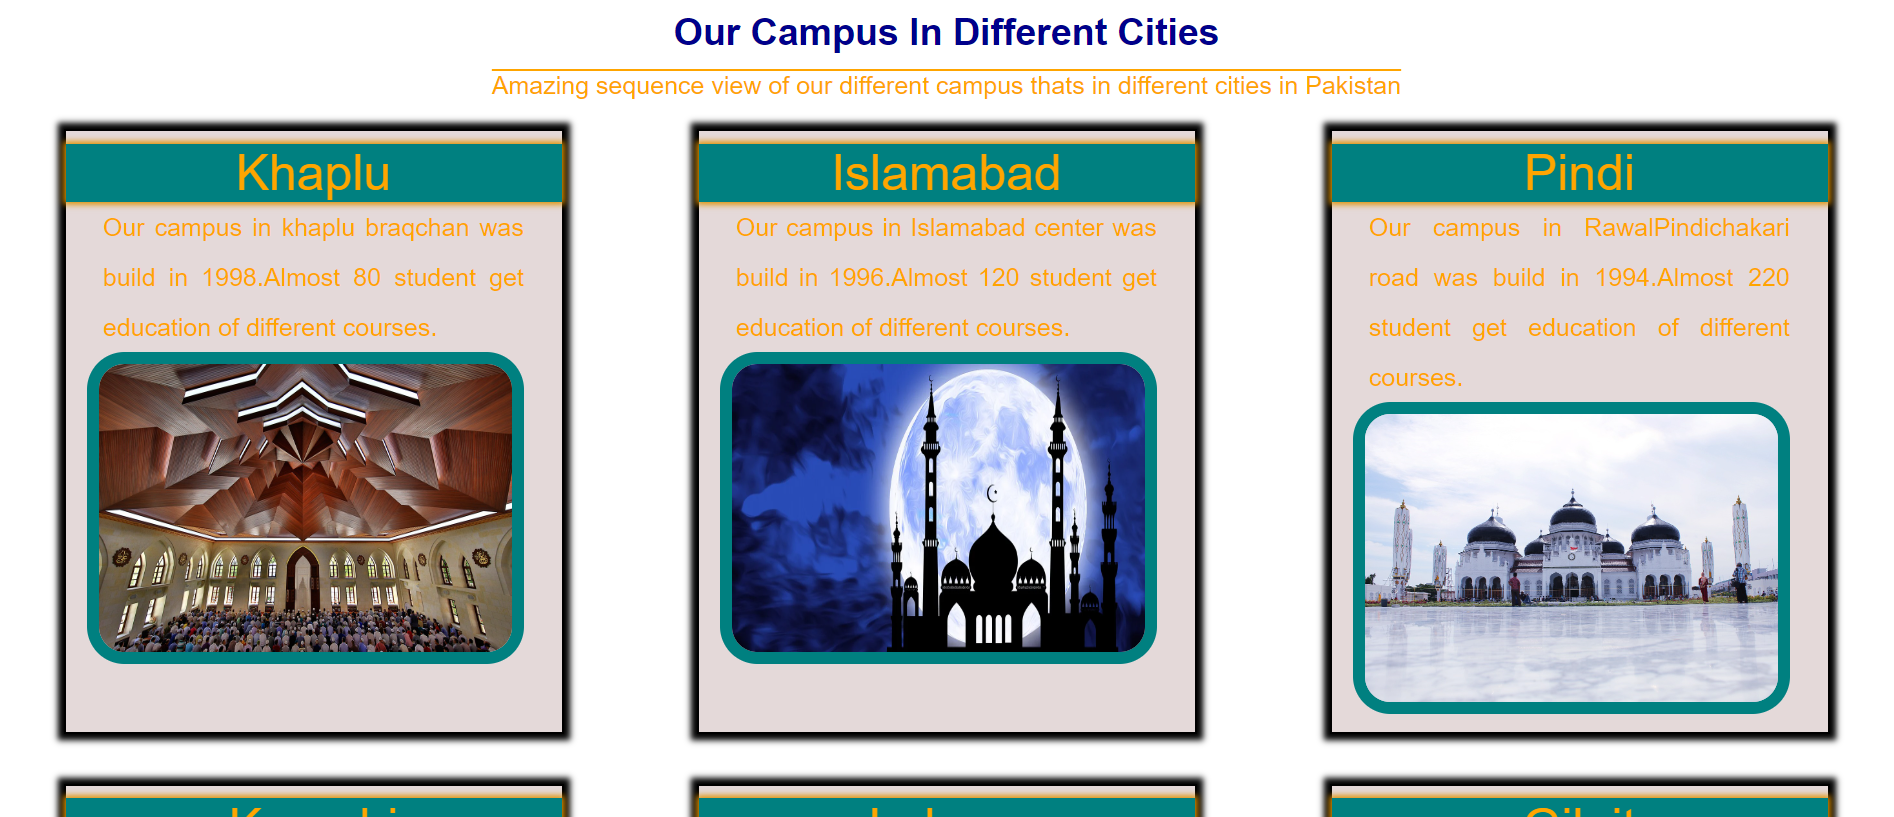 Our Campus In Different Cities
Amazing sequence view of our different campus thats in different cities in Pakistan
Khaplu
Our campus in khaplu braqchan was
build in 1998.Almost 80 student get
education of different courses.
Islamabad
Our campus in Islamabad center was
build in 1996.Almost 120 student get
education of different courses.
Pindi
Our campus in RawalPindichakari
road was build in 1994.Almost 220
student get education of different
courses.